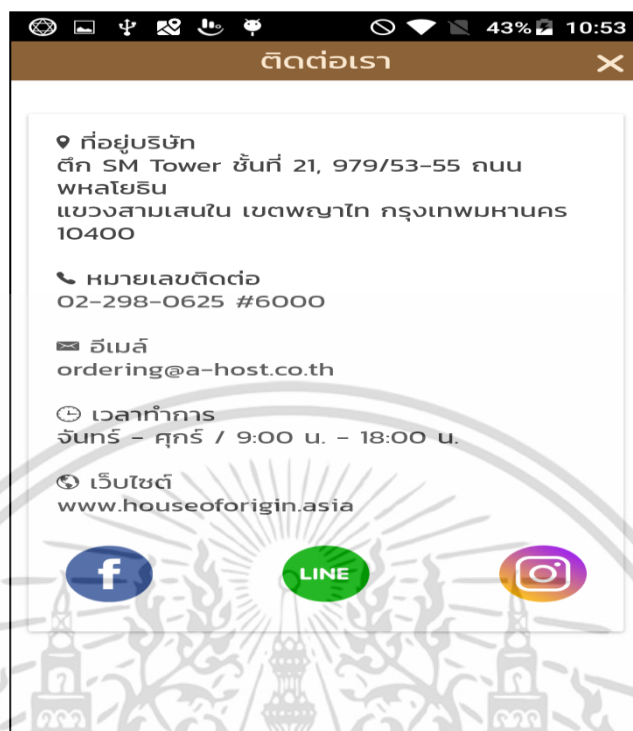 43% 10:53
ติดต่อเรา
ที่อยู่บริษัท
ตึก SM Tower ชั้นที่ 21, 979/53-55 ถนน
พหลโยธิน
แขวงสามเสนใน เขตพญาไท กรุงเทพมหานคร
10400
หมายเลขติดต่อ
02-298-0625 #6000
อีเมล์
ordering@a-host.co.th
เวลาทำการ
จันทร์ - ศุกร์ / 9:00 น. - 18:00 น.
เว็บไซต์
www.houseoforigin.asia
f LINE